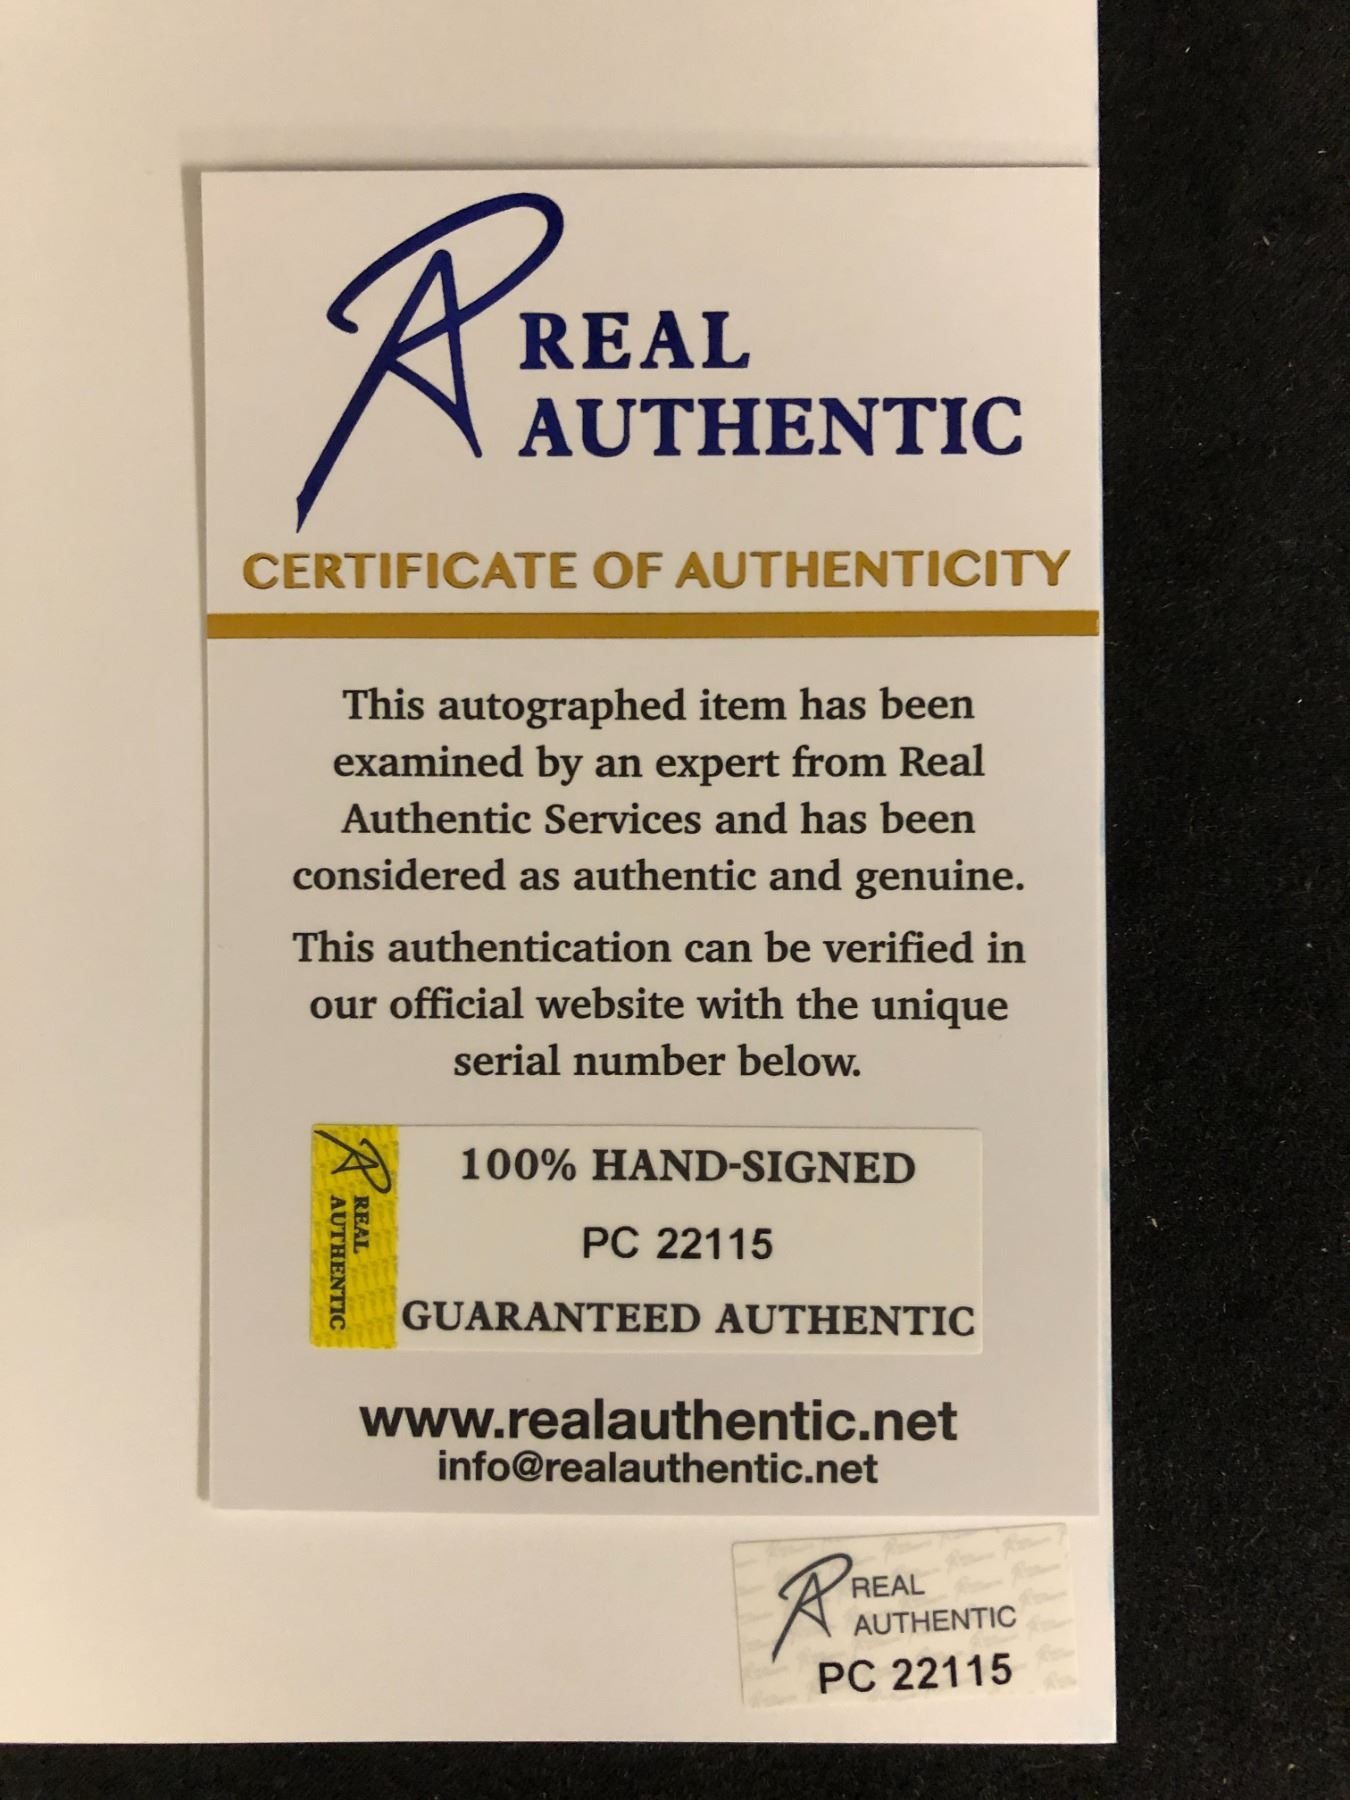 REAL
AUTHENTIC
CERTIFICATE OF AUTHENTICITY
This autographed item has been
examined by an expert from Real
Authentic Services and has been
considered as authentic and genuine.
This authentication can be verified in
our official website with the unique
serial number below.
REAL
AUTHENTIC
100% HAND-SIGNED
PC 22115
GUARANTEED AUTHENTIC
www.realauthentic.net
info@realauthentic.net
REAL
AUTHENTIC
PC 22115